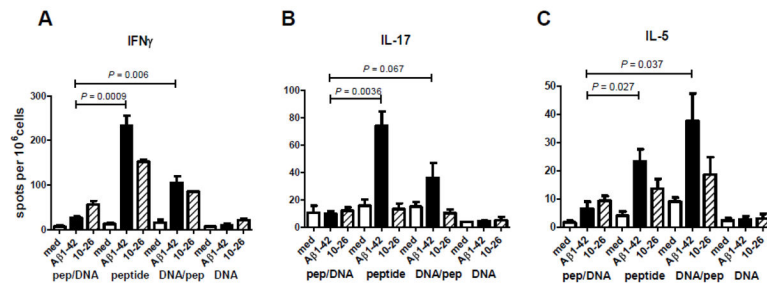 A
IFNγ
P = 0.006
P = 0.0009
300
200
100
0
spots per 10⁶cells
med
Aβ1-42
10-26
med
Aβ1-42
10-26
med
Aβ1-42
10-26
med
Aβ1-42
10-26
pep/DNA peptide DNA/pep DNA
B
IL-17
P = 0.067
P = 0.0036
100
80
60
40
20
0
med
Aβ1-42
10-26
med
Aβ1-42
10-26
med
Aβ1-42
10-26
med
Aβ1-42
10-26
pep/DNA peptide DNA/pep DNA
C
IL-5
P = 0.037
P = 0.027
50
40
30
20
10
0
med
Aβ1-42
10-26
med
Aβ1-42
10-26
med
Aβ1-42
10-26
med
Aβ1-42
10-26
pep/DNA peptide DNA/pep DNA